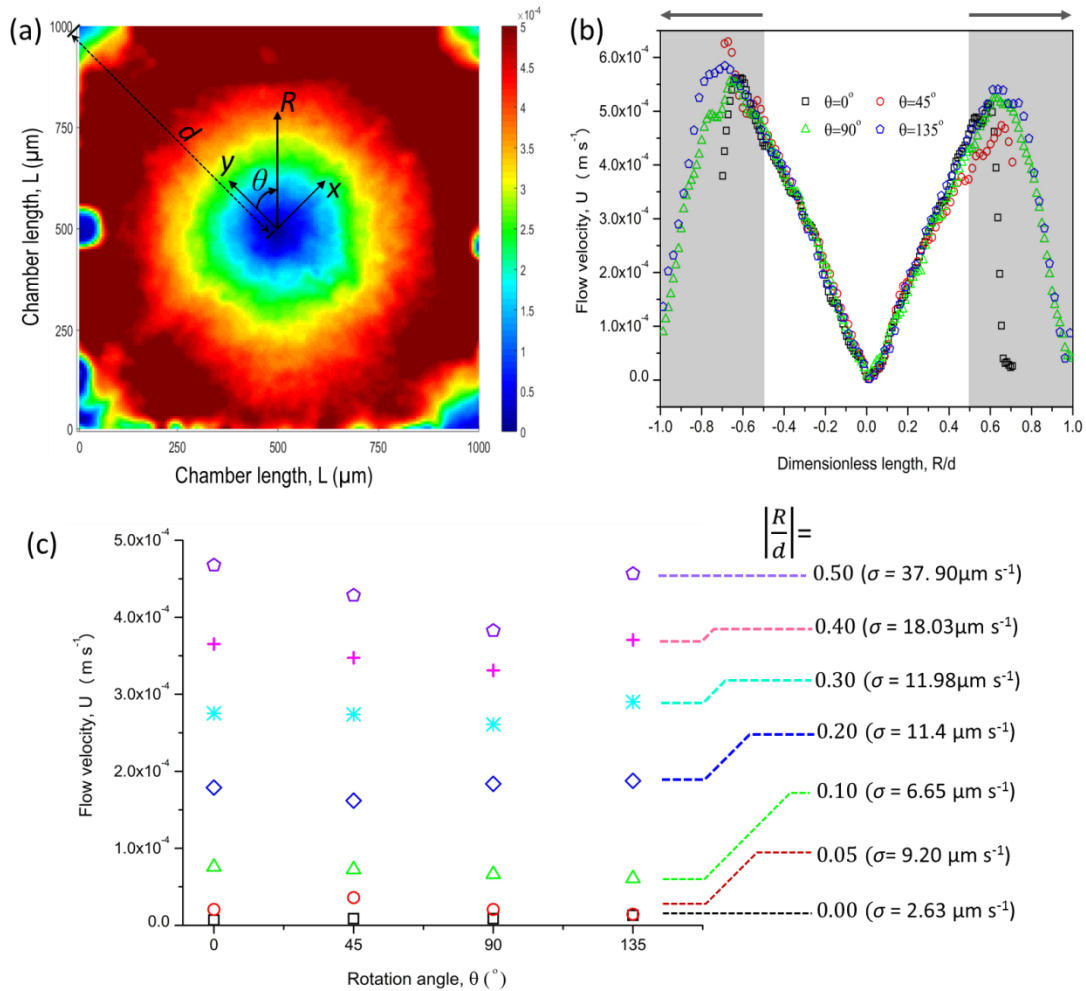 (a)
1000
750
500
250
0
0
250
500
750
1000
Chamber length, L (μm)
Chamber length, L (μm)
d
R
y
θ
x
5 ×10⁻⁴
4.5
4
3.5
3
2.5
2
1.5
1
0.5
0
(b)
6.0x10⁻⁴
5.0x10⁻⁴
4.0x10⁻⁴
3.0x10⁻⁴
2.0x10⁻⁴
1.0x10⁻⁴
0.0
Flow velocity, U ( m s⁻¹)
θ=0° θ=45°
θ=90° θ=135°
-1.0 -0.8 -0.6 -0.4 -0.2 0.0 0.2 0.4 0.6 0.8 1.0
Dimensionless length, R/d
(c)
5.0x10⁻⁴
4.0x10⁻⁴
3.0x10⁻⁴
2.0x10⁻⁴
1.0x10⁻⁴
0.0
Flow velocity, U ( m s⁻¹)
0 45 90 135
Rotation angle, θ (°)
|R/d|=
0.50 (σ = 37. 90μm s⁻¹)
0.40 (σ = 18.03μm s⁻¹)
0.30 (σ = 11.98μm s⁻¹)
0.20 (σ = 11.4 μm s⁻¹)
0.10 (σ = 6.65 μm s⁻¹)
0.05 (σ= 9.20 μm s⁻¹)
0.00 (σ = 2.63 μm s⁻¹)